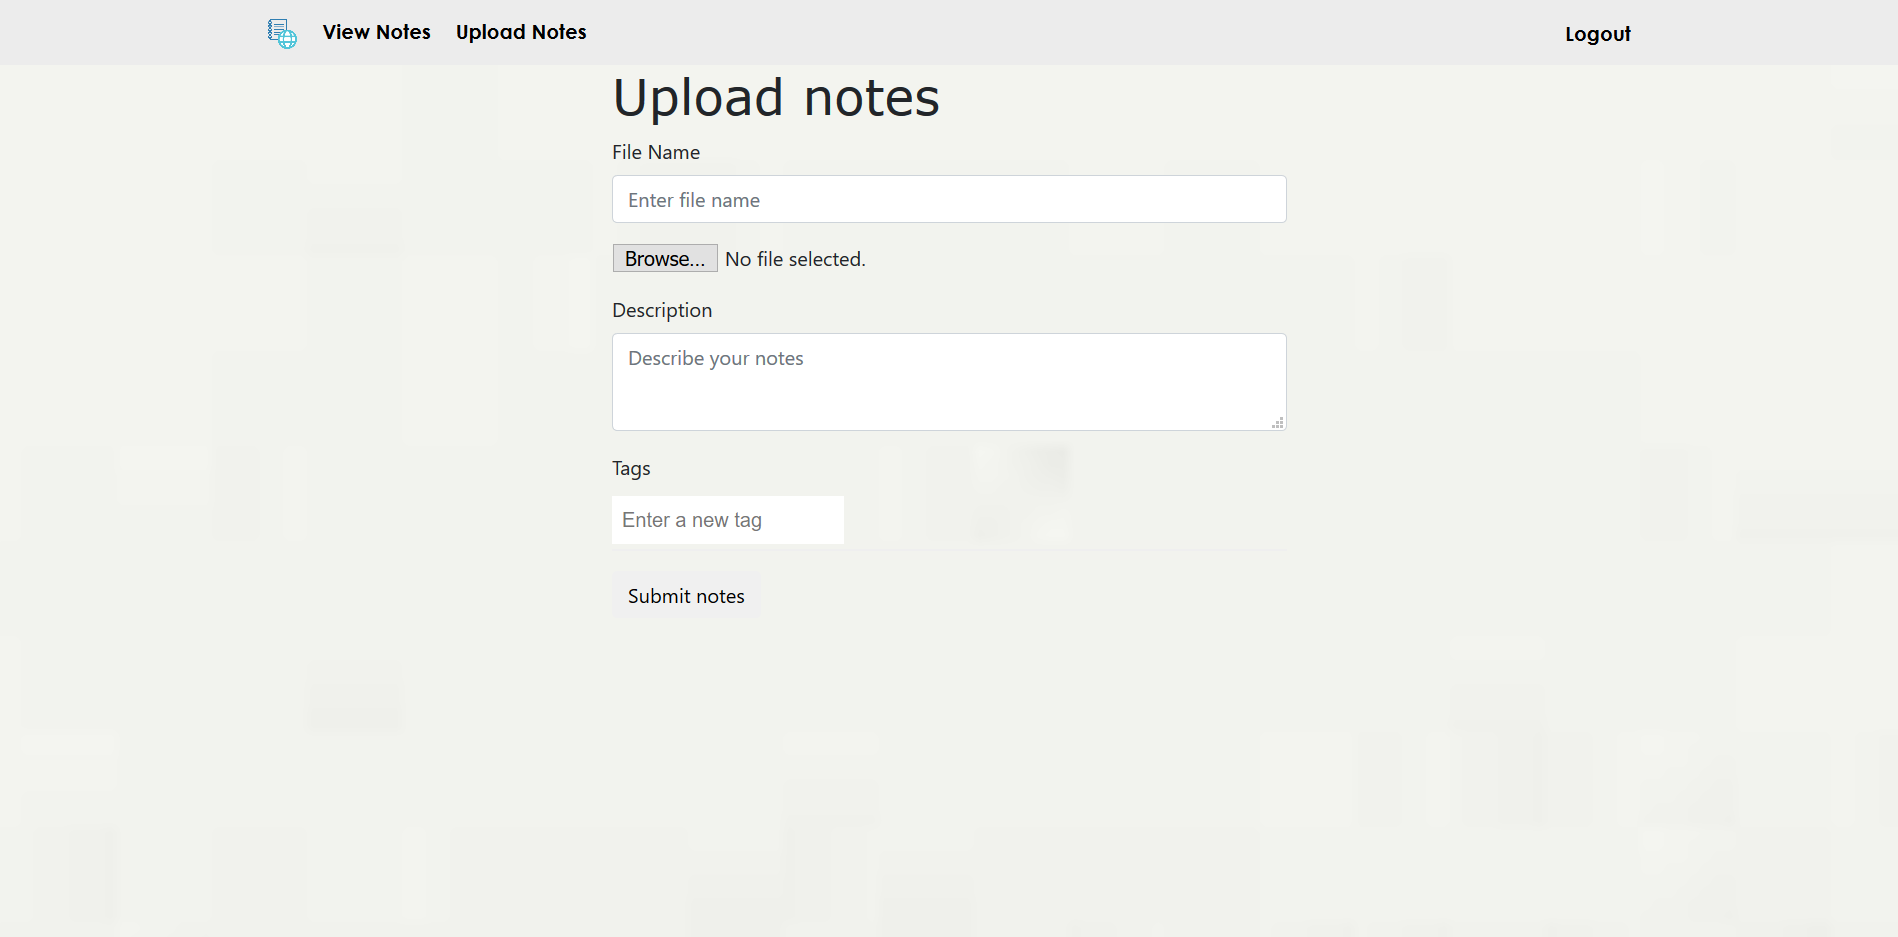 View Notes Upload Notes Logout
Upload notes
File Name
Enter file name
Browse... No file selected.
Description
Describe your notes
Tags
Enter a new tag
Submit notes